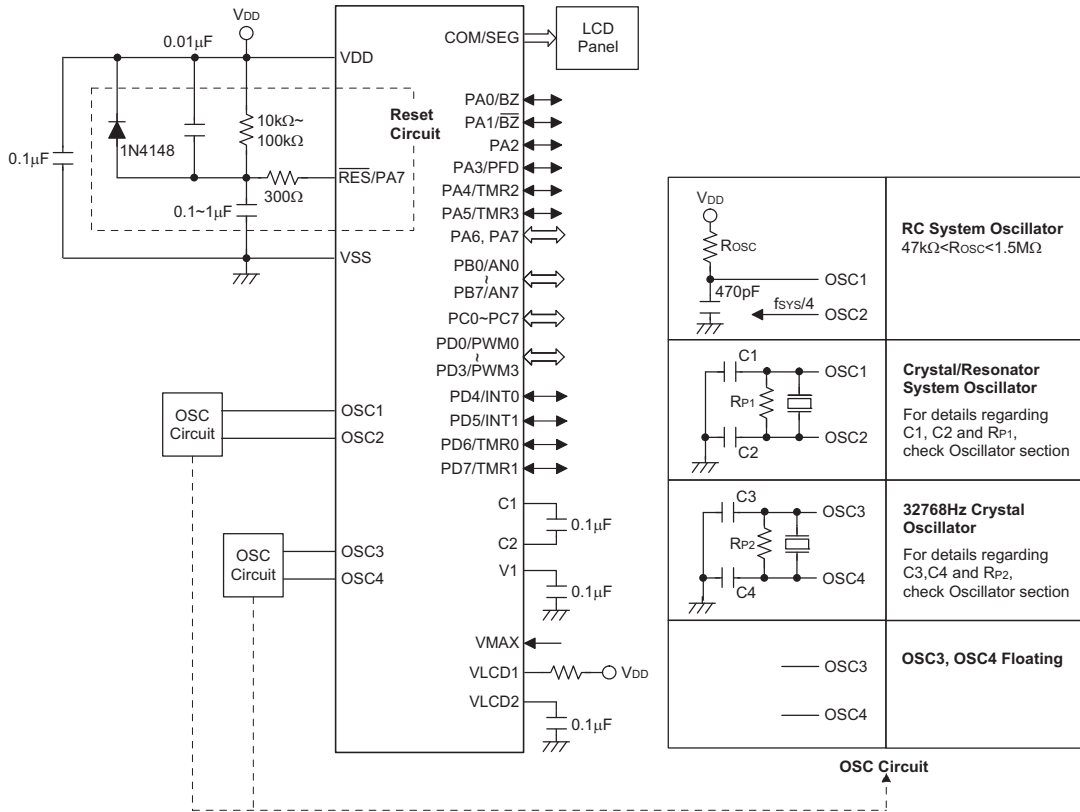 VDD
0.01μF
VDD
COM/SEG
LCD
Panel
PA0/BZ
PA1/B̅Z̅
PA2
PA3/PFD
PA4/TMR2
PA5/TMR3
PA6, PA7
PB0/AN0
~
PB7/AN7
PC0~PC7
PD0/PWM0
~
PD3/PWM3
PD4/INT0
PD5/INT1
PD6/TMR0
PD7/TMR1
C1
0.1μF
C2
V1
0.1μF
VMAX
VLCD1
VDD
VLCD2
0.1μF
Reset
Circuit
10kΩ~
100kΩ
1N4148
0.1μF
R̅E̅S̅/PA7
300Ω
0.1~1μF
VSS
OSC
Circuit
OSC1
OSC2
OSC
Circuit
OSC3
OSC4
VDD
ROSC
OSC1
470pF
fSYS/4
OSC2
RC System Oscillator
47kΩ<ROSC<1.5MΩ
C1
OSC1
RP1
OSC2
C2
Crystal/Resonator
System Oscillator
For details regarding
C1, C2 and RP1,
check Oscillator section
C3
OSC3
RP2
OSC4
C4
32768Hz Crystal
Oscillator
For details regarding
C3,C4 and RP2,
check Oscillator section
OSC3
OSC4
OSC3, OSC4 Floating
OSC Circuit